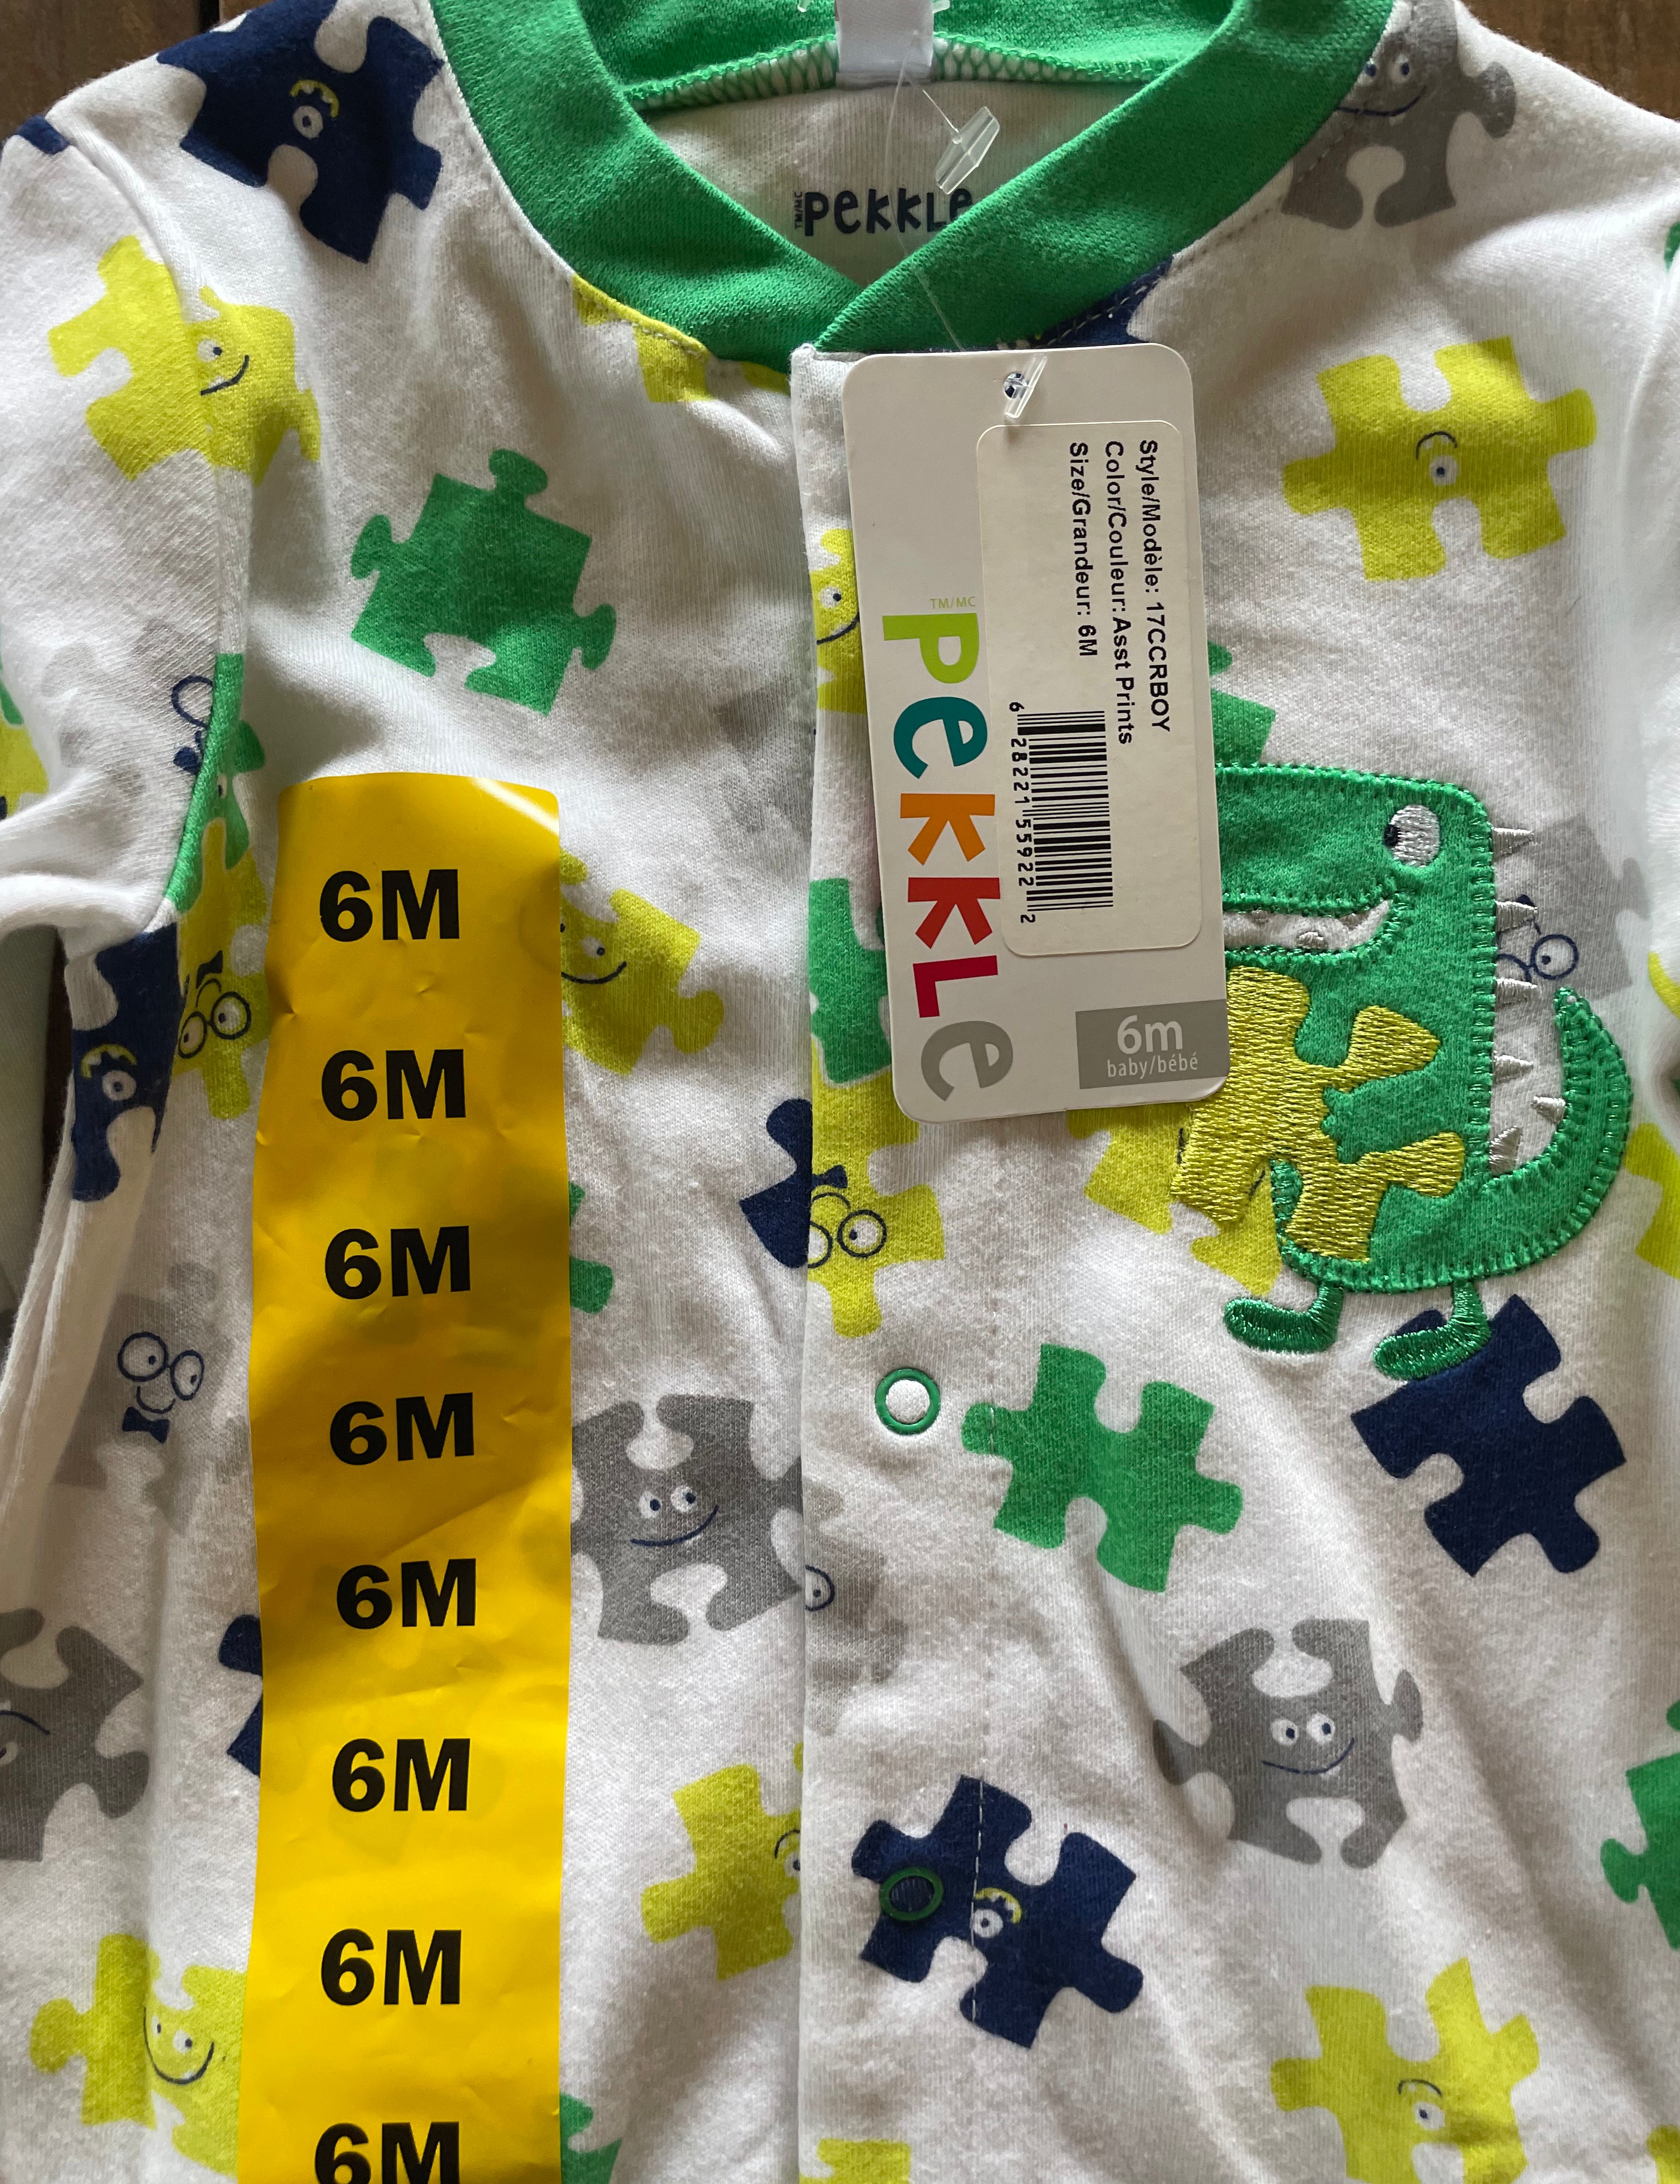 TM/MC PEKKLE
Style/Modèle: 17CCRBOY
Color/Couleur: Asst Prints
Size/Grandeur: 6M
6 28221 55922 2
TM/MC
PEKKLE
6m
baby/bébé
6M
6M
6M
6M
6M
6M
6M
6M